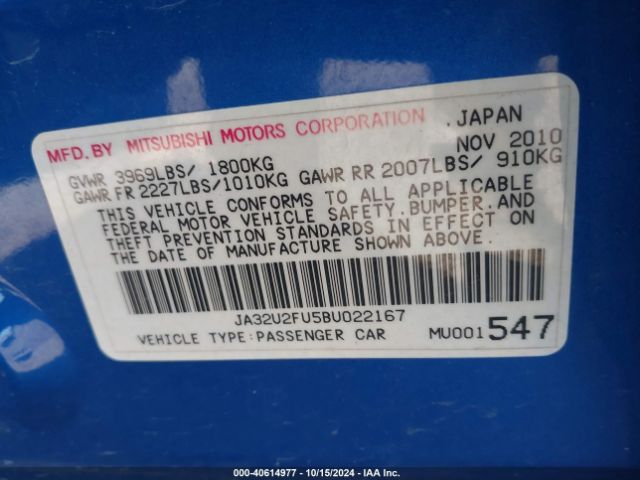 MFD.BY MITSUBISHI MOTORS CORPORATION .JAPAN
NOV 2010
GVWR 3969LBS/ 1800KG
GAWR FR 2227LBS/1010KG GAWR RR 2007LBS/ 910KG
THIS VEHICLE CONFORMS TO ALL APPLICABLE
FEDERAL MOTOR VEHICLE SAFETY.BUMPER.AND
THEFT PREVENTION STANDARDS IN EFFECT ON
THE DATE OF MANUFACTURE SHOWN ABOVE.
JA32U2FU5BU022167
VEHICLE TYPE:PASSENGER CAR MU001547
VEHICLE - 40614977 - 10/15/2024 - IAA Inc.